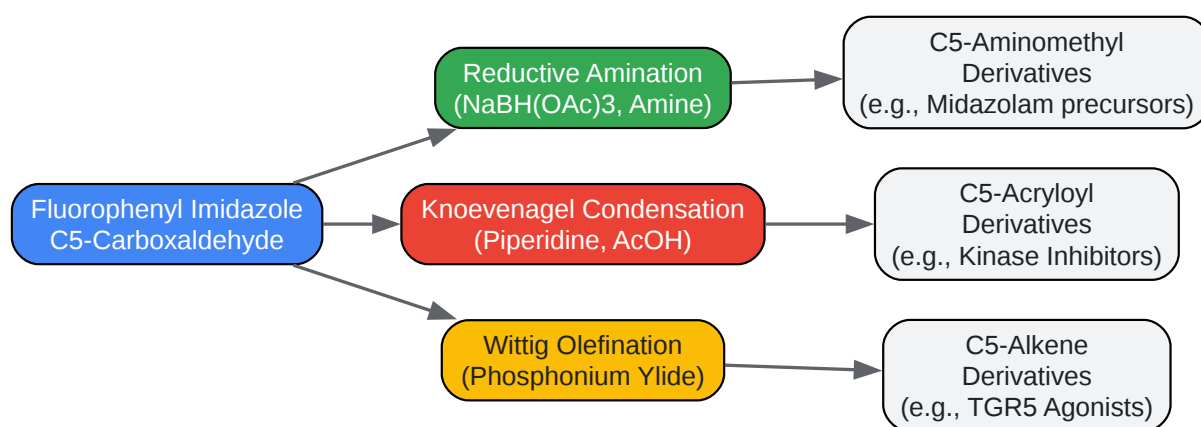 Fluorophenyl Imidazole
C5-Carboxaldehyde
Reductive Amination
(NaBH(OAc)3, Amine)
C5-Aminomethyl
Derivatives
(e.g., Midazolam precursors)
Knoevenagel Condensation
(Piperidine, AcOH)
C5-Acryloyl
Derivatives
(e.g., Kinase Inhibitors)
Wittig Olefination
(Phosphonium Ylide)
C5-Alkene
Derivatives
(e.g., TGR5 Agonists)